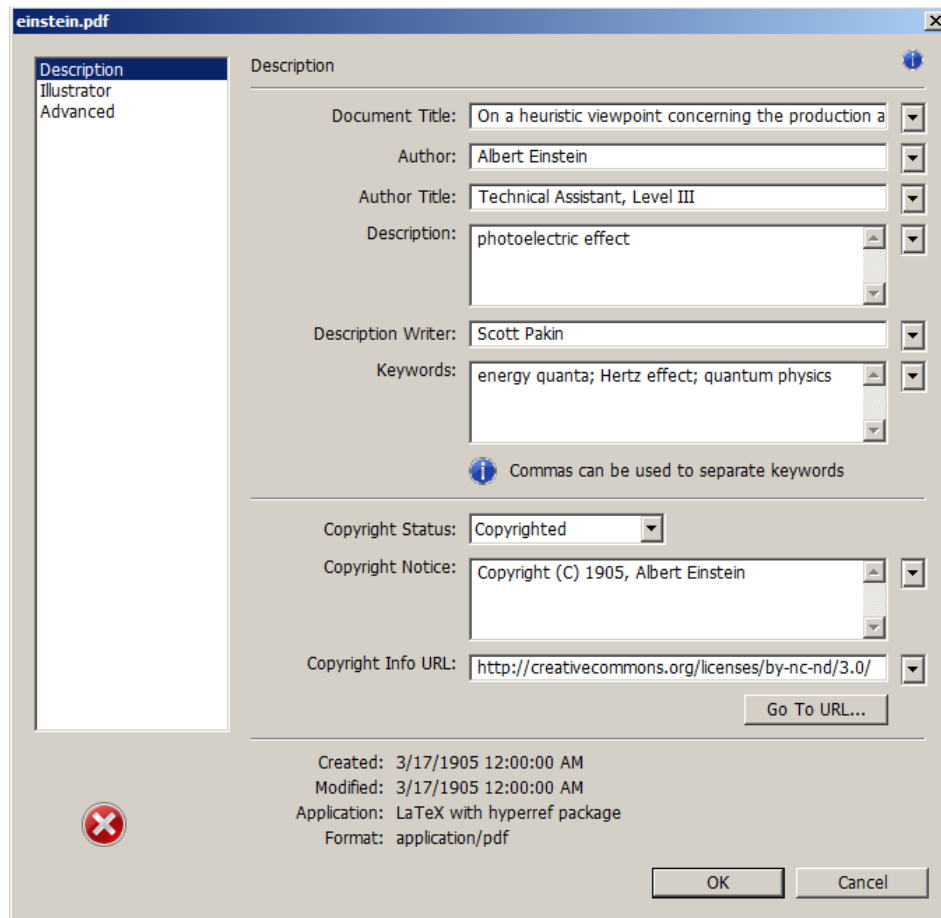 einstein.pdf
Description
Illustrator
Advanced
Description
Document Title: On a heuristic viewpoint concerning the production a
Author: Albert Einstein
Author Title: Technical Assistant, Level III
Description: photoelectric effect
Description Writer: Scott Pakin
Keywords: energy quanta; Hertz effect; quantum physics
Commas can be used to separate keywords
Copyright Status: Copyrighted
Copyright Notice: Copyright (C) 1905, Albert Einstein
Copyright Info URL: http://creativecommons.org/licenses/by-nc-nd/3.0/
Go To URL...
Created: 3/17/1905 12:00:00 AM
Modified: 3/17/1905 12:00:00 AM
Application: LaTeX with hyperref package
Format: application/pdf
OK Cancel